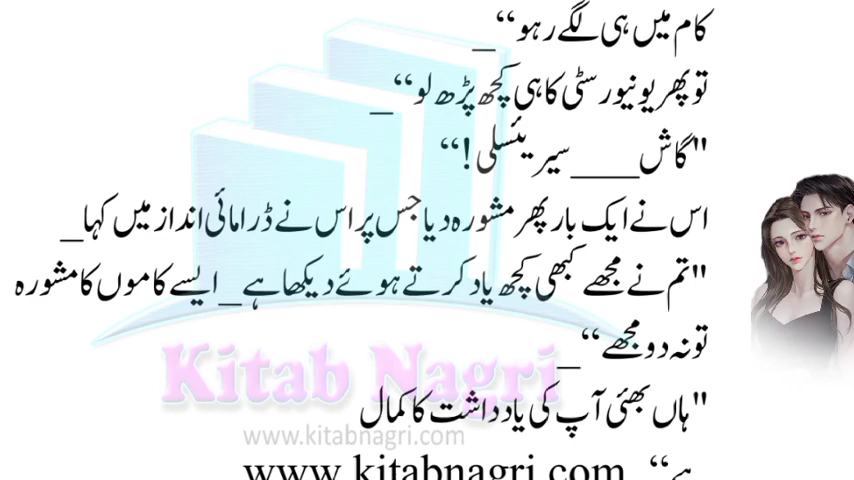 کام میں ہی لگے رہو“_
تو پھر یونیورسٹی کا ہی کچھ پڑھ لو“_
"گاش___سیریئسلی!“
اس نے ایک بار پھر مشورہ دیا جس پر اس نے ڈرامائی انداز میں کہا_
"تم نے مجھے کبھی کچھ یاد کرتے ہوئے دیکھا ہے_ ایسے کاموں کا مشورہ
تو نہ دو مجھے“_
Kitab Nagri
"ہاں بھئی آپ کی یادداشت کا کمال
www.kitabnagri.com
ہے“_ www.kitabnagri.com